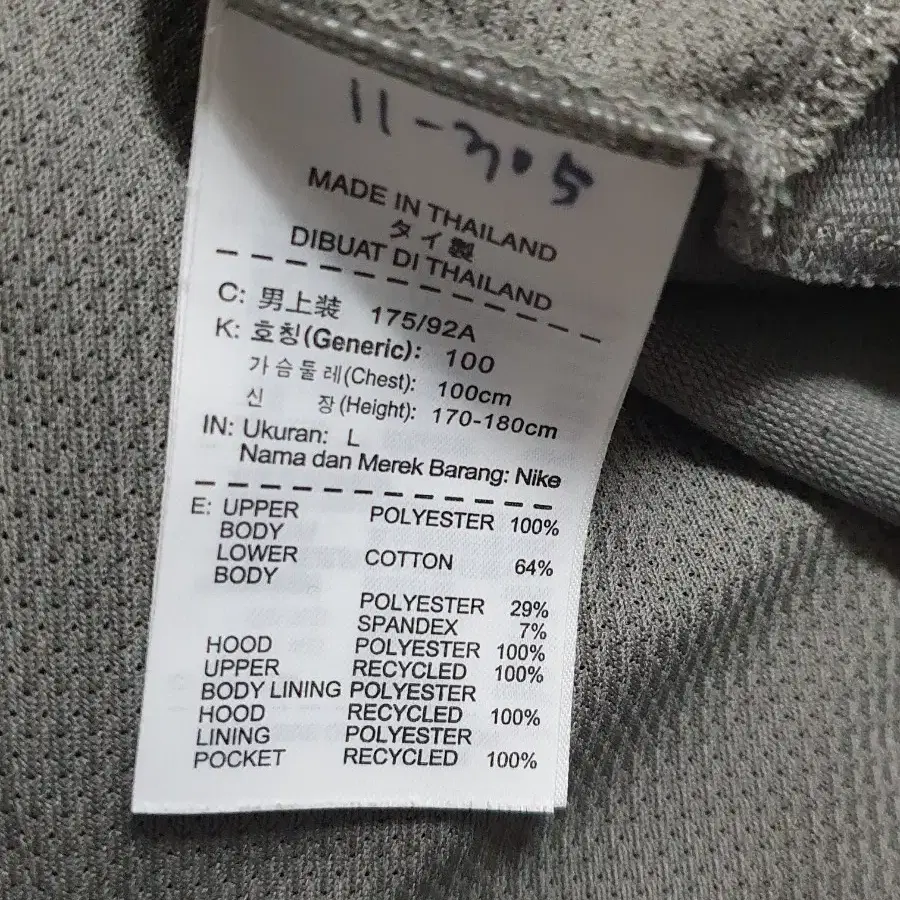 11-305
MADE IN THAILAND
タイ製
DIBUAT DI THAILAND
C: 男上装 175/92A
K: 호칭(Generic): 100
가슴둘레(Chest): 100cm
신 장(Height): 170-180cm
IN: Ukuran: L
Nama dan Merek Barang: Nike
E: UPPER POLYESTER 100%
BODY
LOWER COTTON 64%
BODY
POLYESTER 29%
SPANDEX 7%
HOOD POLYESTER 100%
UPPER RECYCLED 100%
BODY LINING POLYESTER
HOOD RECYCLED 100%
LINING POLYESTER
POCKET RECYCLED 100%